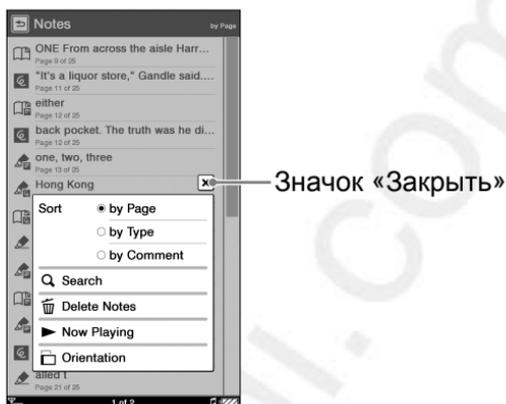 Notes
by Page
ONE From across the aisle Harr...
Page 9 of 25
"It's a liquor store," Gandle said....
Page 11 of 25
either
Page 12 of 25
back pocket. The truth was he di...
Page 12 of 25
one, two, three
Page 13 of 25
Hong Kong
Значок «Закрыть»
Sort
by Page
by Type
by Comment
Search
Delete Notes
Now Playing
Orientation
alled t
Page 21 of 25
1 of 2